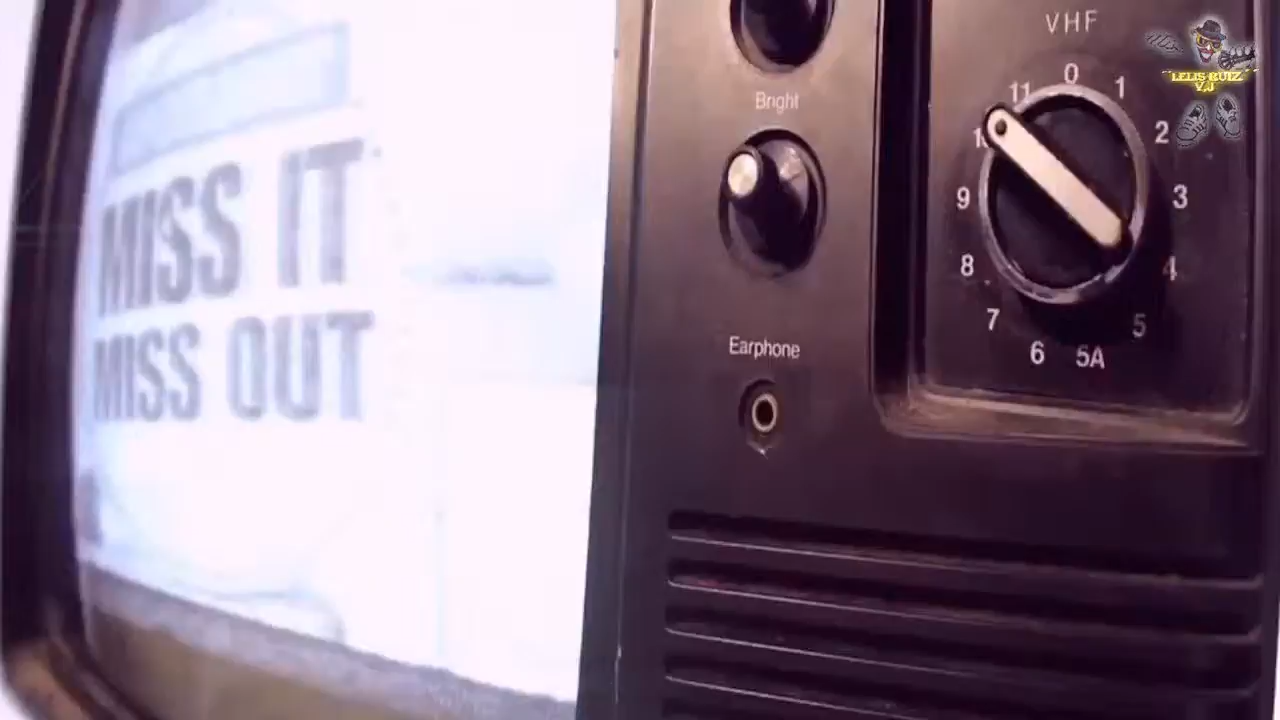 MISS IT
MISS OUT
Bright
Earphone
VHF
0
1
2
3
4
5
5A
6
7
8
9
11
LELIS RUIZ
V.J